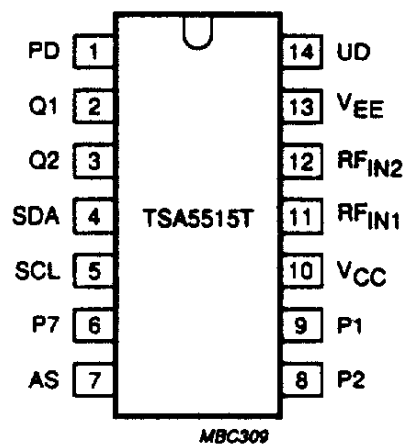 PD 1 14 UD
Q1 2 13 VEE
Q2 3 12 RFIN2
SDA 4 TSA5515T 11 RFIN1
SCL 5 10 VCC
P7 6 9 P1
AS 7 8 P2
MBC309